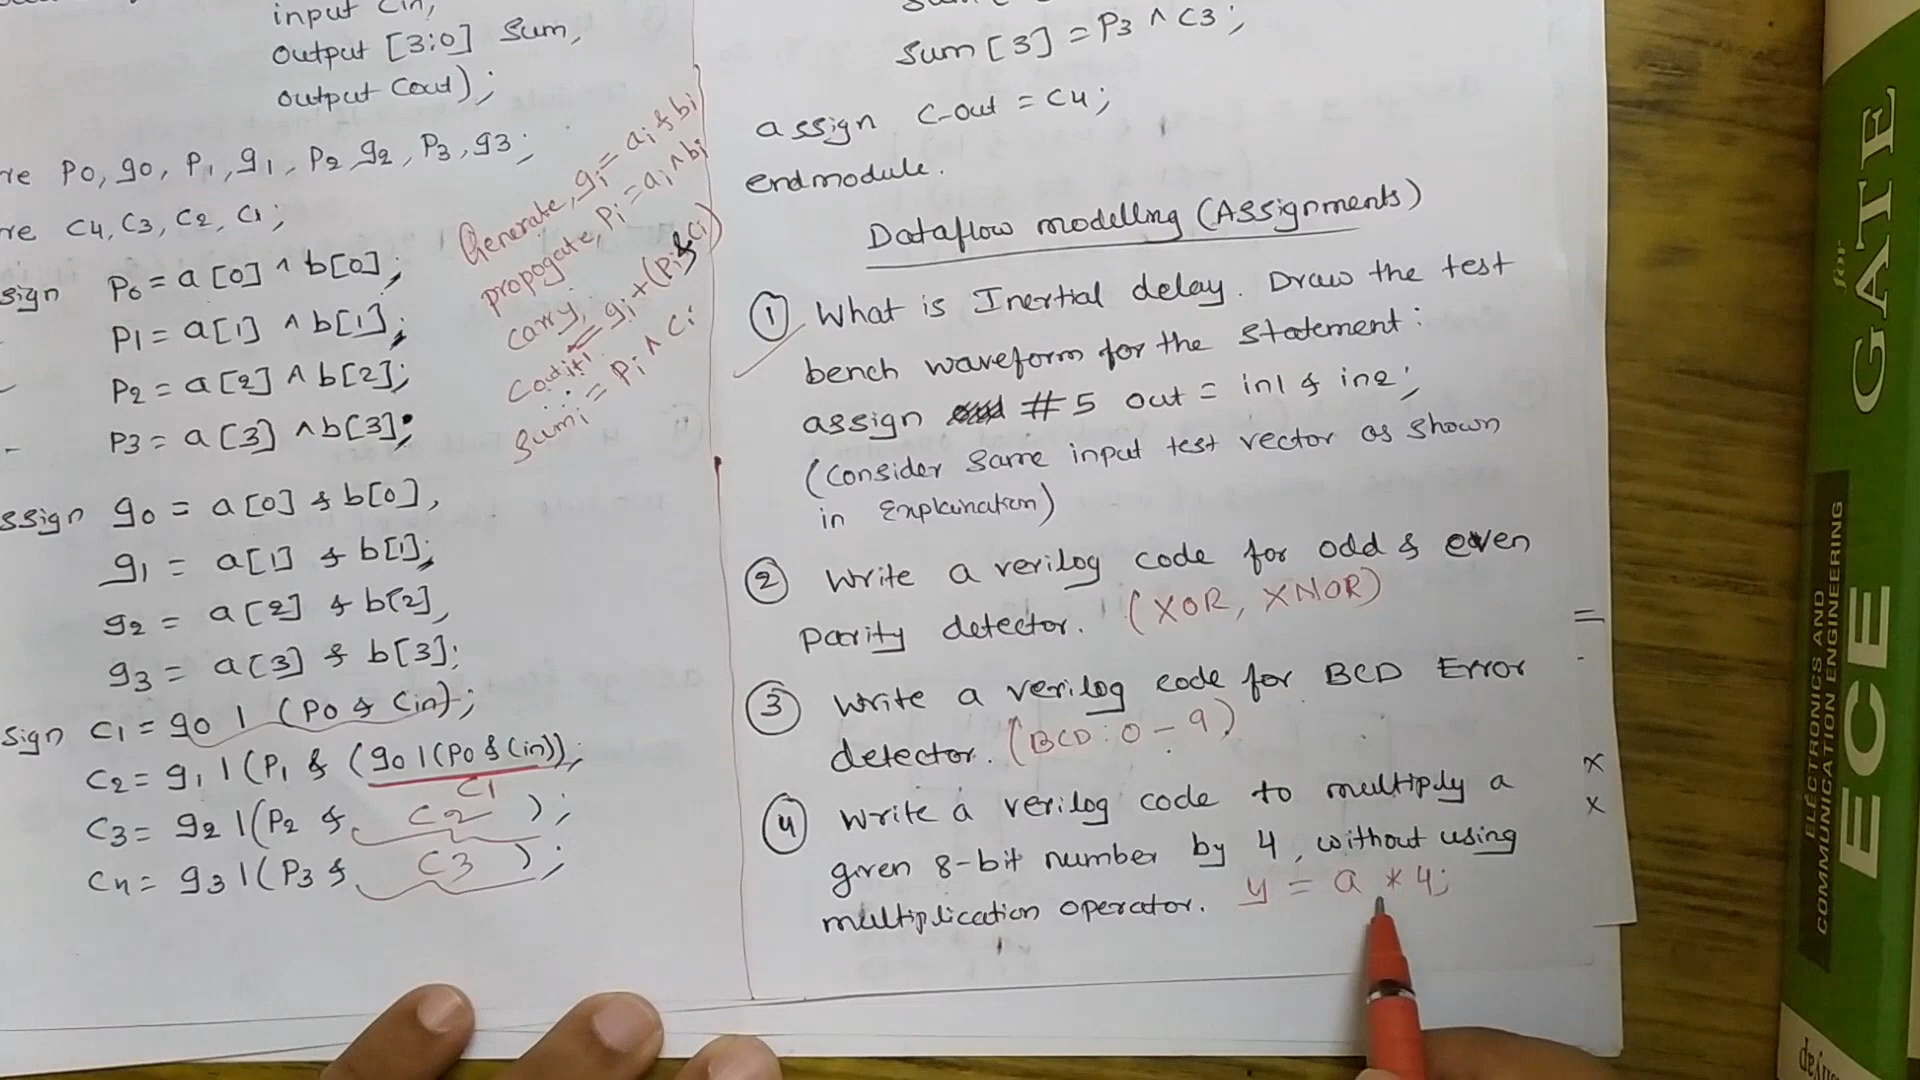 input Cin,
output [3:0] Sum,
output Cout);
re P0, g0, P1, g1, P2, g2, P3, g3;
re C4, C3, C2, C1;
sign P0 = a[0] ^ b[0];
P1 = a[1] ^ b[1];
P2 = a[2] ^ b[2];
P3 = a[3] ^ b[3];
ssign g0 = a[0] & b[0],
g1 = a[1] & b[1];
g2 = a[2] & b[2],
g3 = a[3] & b[3];
sign C1 = g0 | (P0 & Cin);
C2 = g1 | (P1 & (g0 | (P0 & Cin));
C1
C3 = g2 | (P2 & C2 );
C4 = g3 | (P3 & C3 );
Generate, gi = ai & bi
propogate, Pi = ai ^ bi
carry,
Couti+1 = gi + (Pi & Ci)
Sumi = Pi ^ Ci
Sum[3] = P3 ^ C3;
assign C-out = C4;
endmodule.
Dataflow modelling (Assignments)
① What is Inertial delay. Draw the test
bench waveform for the statement:
assign #5 out = in1 & in2;
(Consider same input test vector as shown
in Explaination)
② Write a verilog code for odd & even
parity detector. (XOR, XNOR)
③ Write a verilog code for BCD Error
detector. (BCD: 0 - 9)
④ Write a verilog code to multiply a
given 8-bit number by 4, without using
multiplication operator. y = a * 4;
for
GATE
ELECTRONICS AND
COMMUNICATION ENGINEERING
ECE